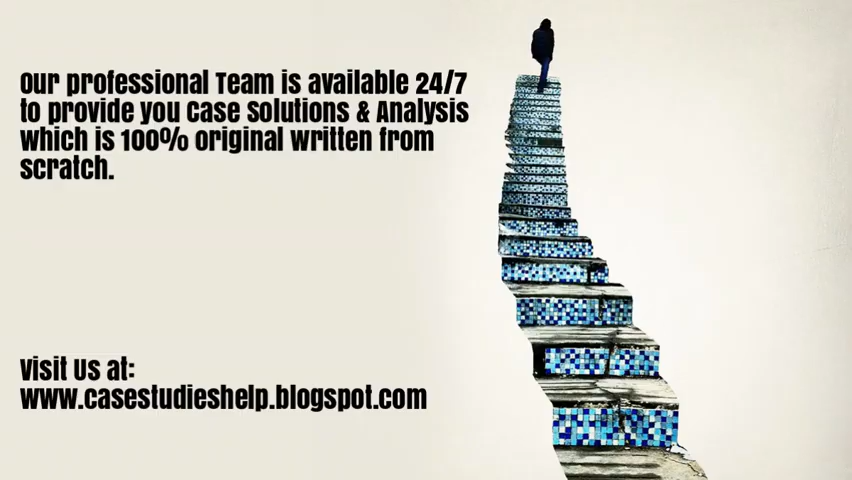 Our professional Team is available 24/7
to provide you Case Solutions & Analysis
which is 100% original written from
scratch.
Visit Us at:
www.casestudieshelp.blogspot.com